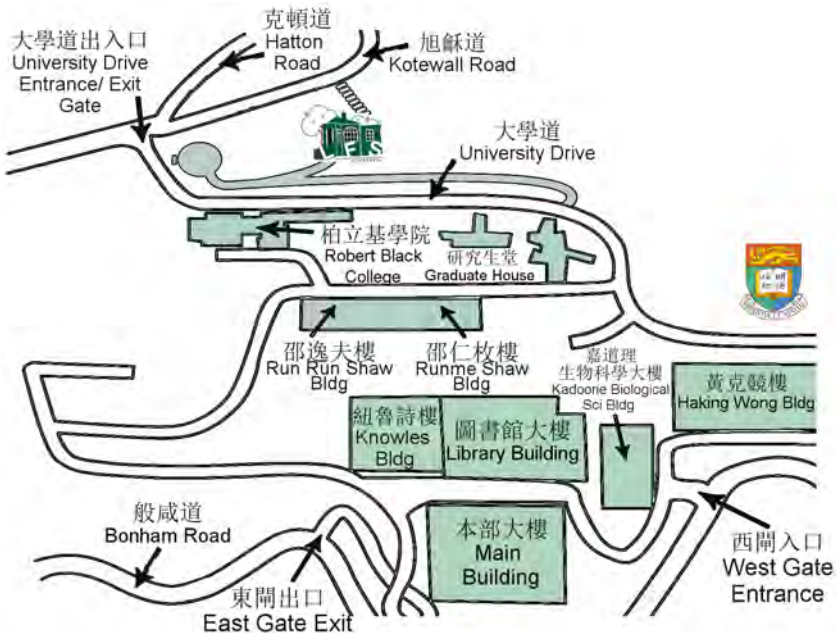 克頓道
Hatton
Road
旭龢道
Kotewall Road
大學道出入口
University Drive
Entrance/ Exit
Gate
大學道
University Drive
柏立基學院
Robert Black
College
研究生堂
Graduate House
邵逸夫樓
Run Run Shaw
Bldg
邵仁枚樓
Runme Shaw
Bldg
嘉道理
生物科學大樓
Kadoorie Biological
Sci Bldg
黃克競樓
Haking Wong Bldg
紐魯詩樓
Knowles
Bldg
圖書館大樓
Library Building
本部大樓
Main
Building
般咸道
Bonham Road
東閘出口
East Gate Exit
西閘入口
West Gate
Entrance